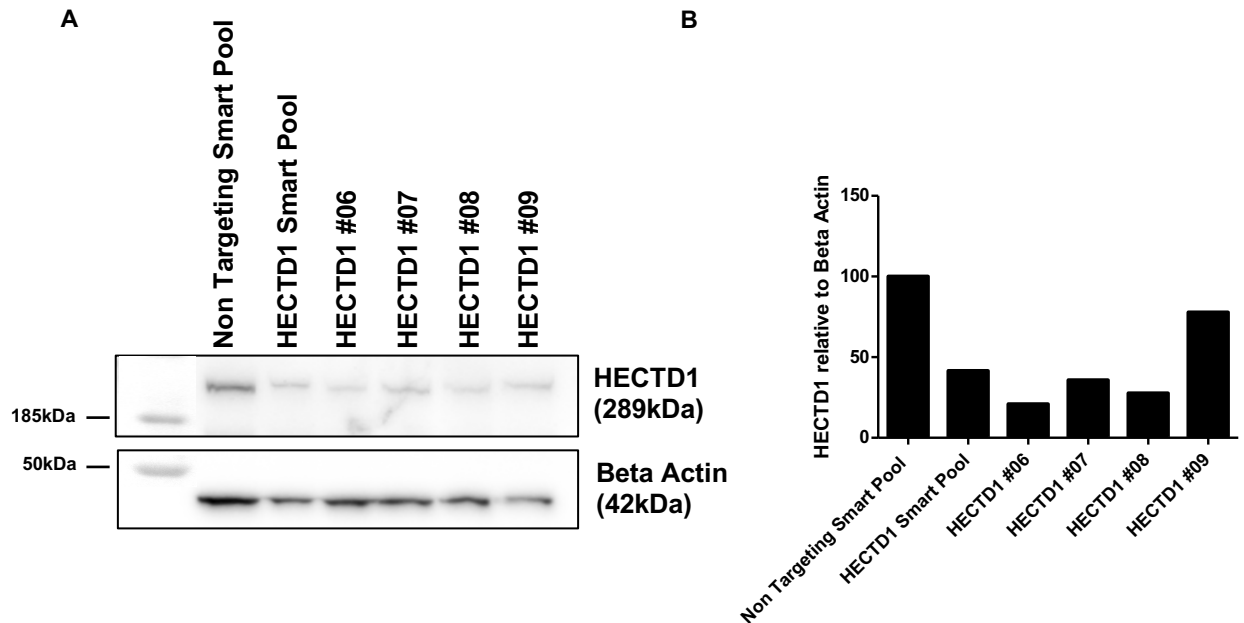 A
Non Targeting Smart Pool
HECTD1 Smart Pool
HECTD1 #06
HECTD1 #07
HECTD1 #08
HECTD1 #09
HECTD1
(289kDa)
185kDa
50kDa
Beta Actin
(42kDa)
B
HECTD1 relative to Beta Actin
150
100
50
0
Non Targeting Smart Pool
HECTD1 Smart Pool
HECTD1 #06
HECTD1 #07
HECTD1 #08
HECTD1 #09